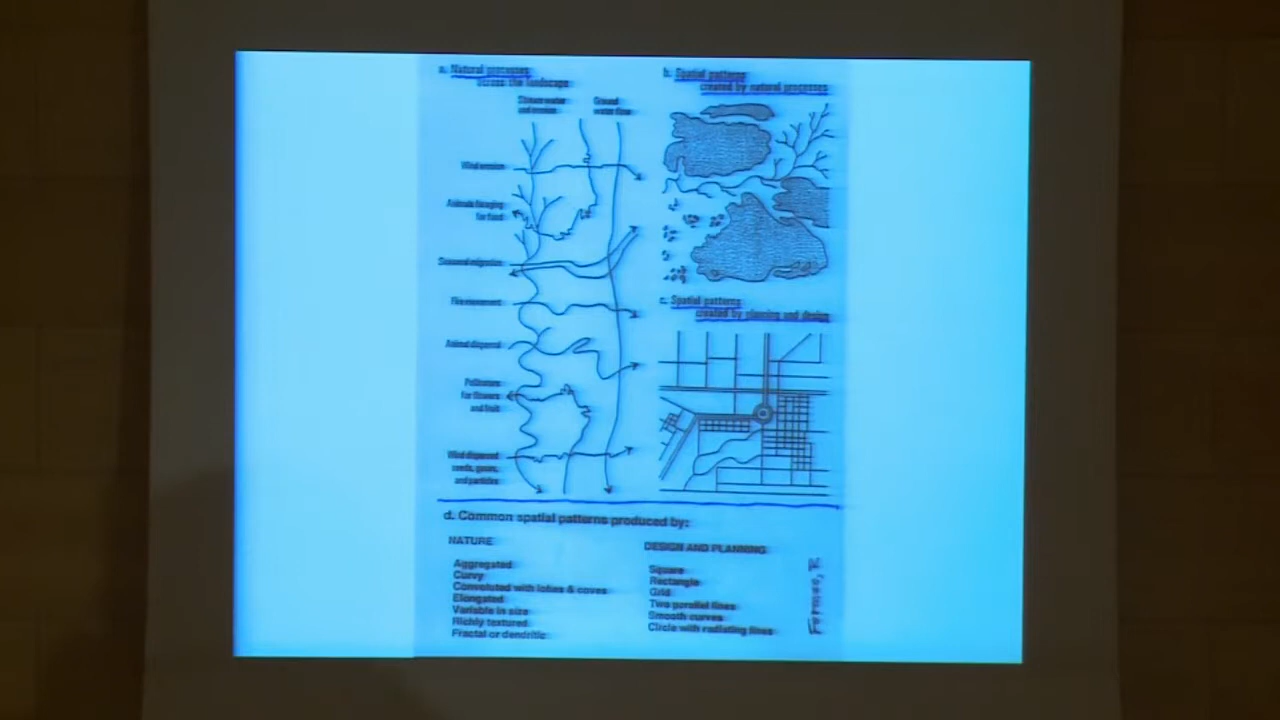 a. Natural processes
across the landscape
Stream water
and erosion
Ground
water flow
Wind erosion
Animals foraging
for food
Seasonal migration
Fire movement
Animal dispersal
Pollinators
for flowers
and fruit
Wind dispersed
seeds, spores,
and particles
b. Spatial patterns
created by natural processes
c. Spatial patterns
created by planning and design
d. Common spatial patterns produced by:
NATURE
Aggregated
Curvy
Convoluted with lobes & coves
Elongated
Variable in size
Richly textured
Fractal or dendritic
DESIGN AND PLANNING
Square
Rectangle
Grid
Two parallel lines
Smooth curves
Circle with radiating lines